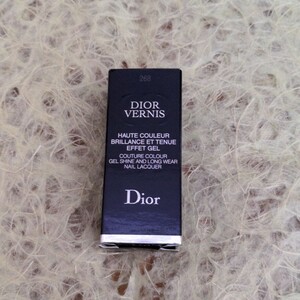 DIOR
VERNIS
HAUTE COULEUR
BRILLANCE ET TENUE
EFFET GEL
COUTURE COLOUR
GEL SHINE AND LONG WEAR
NAIL LACQUER
Dior